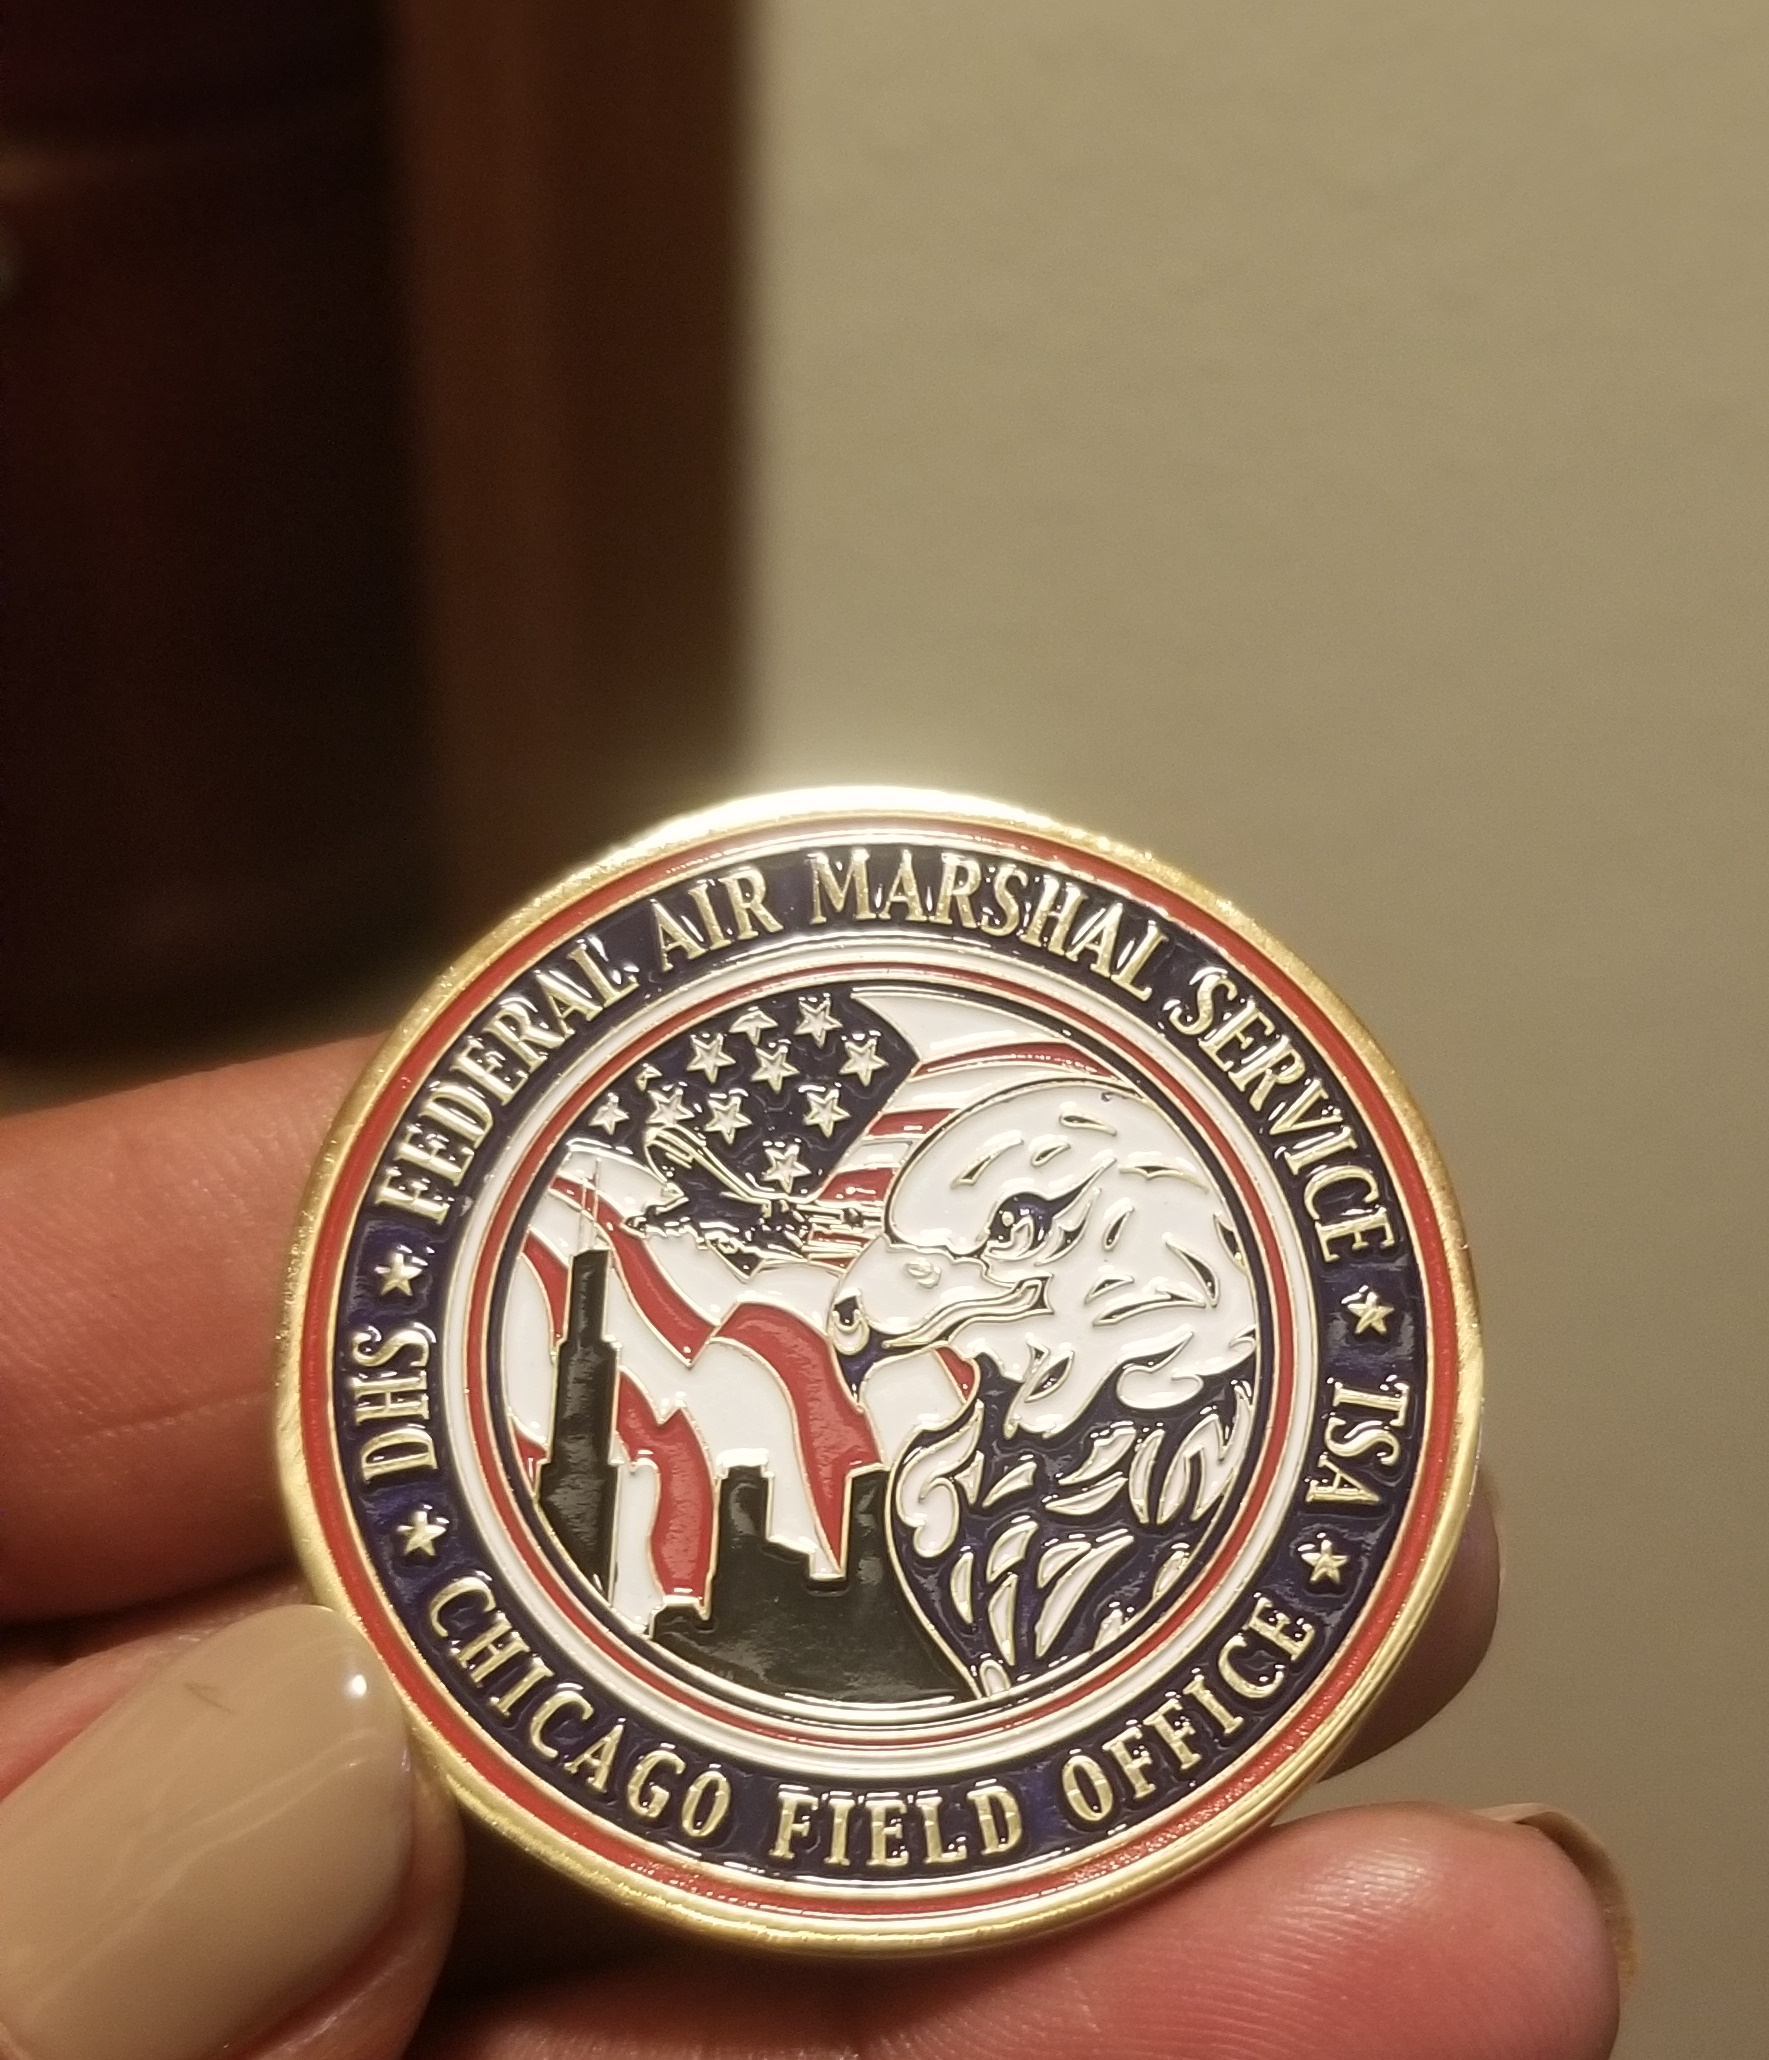 FEDERAL AIR MARSHAL SERVICE
DHS
TSA
CHICAGO FIELD OFFICE